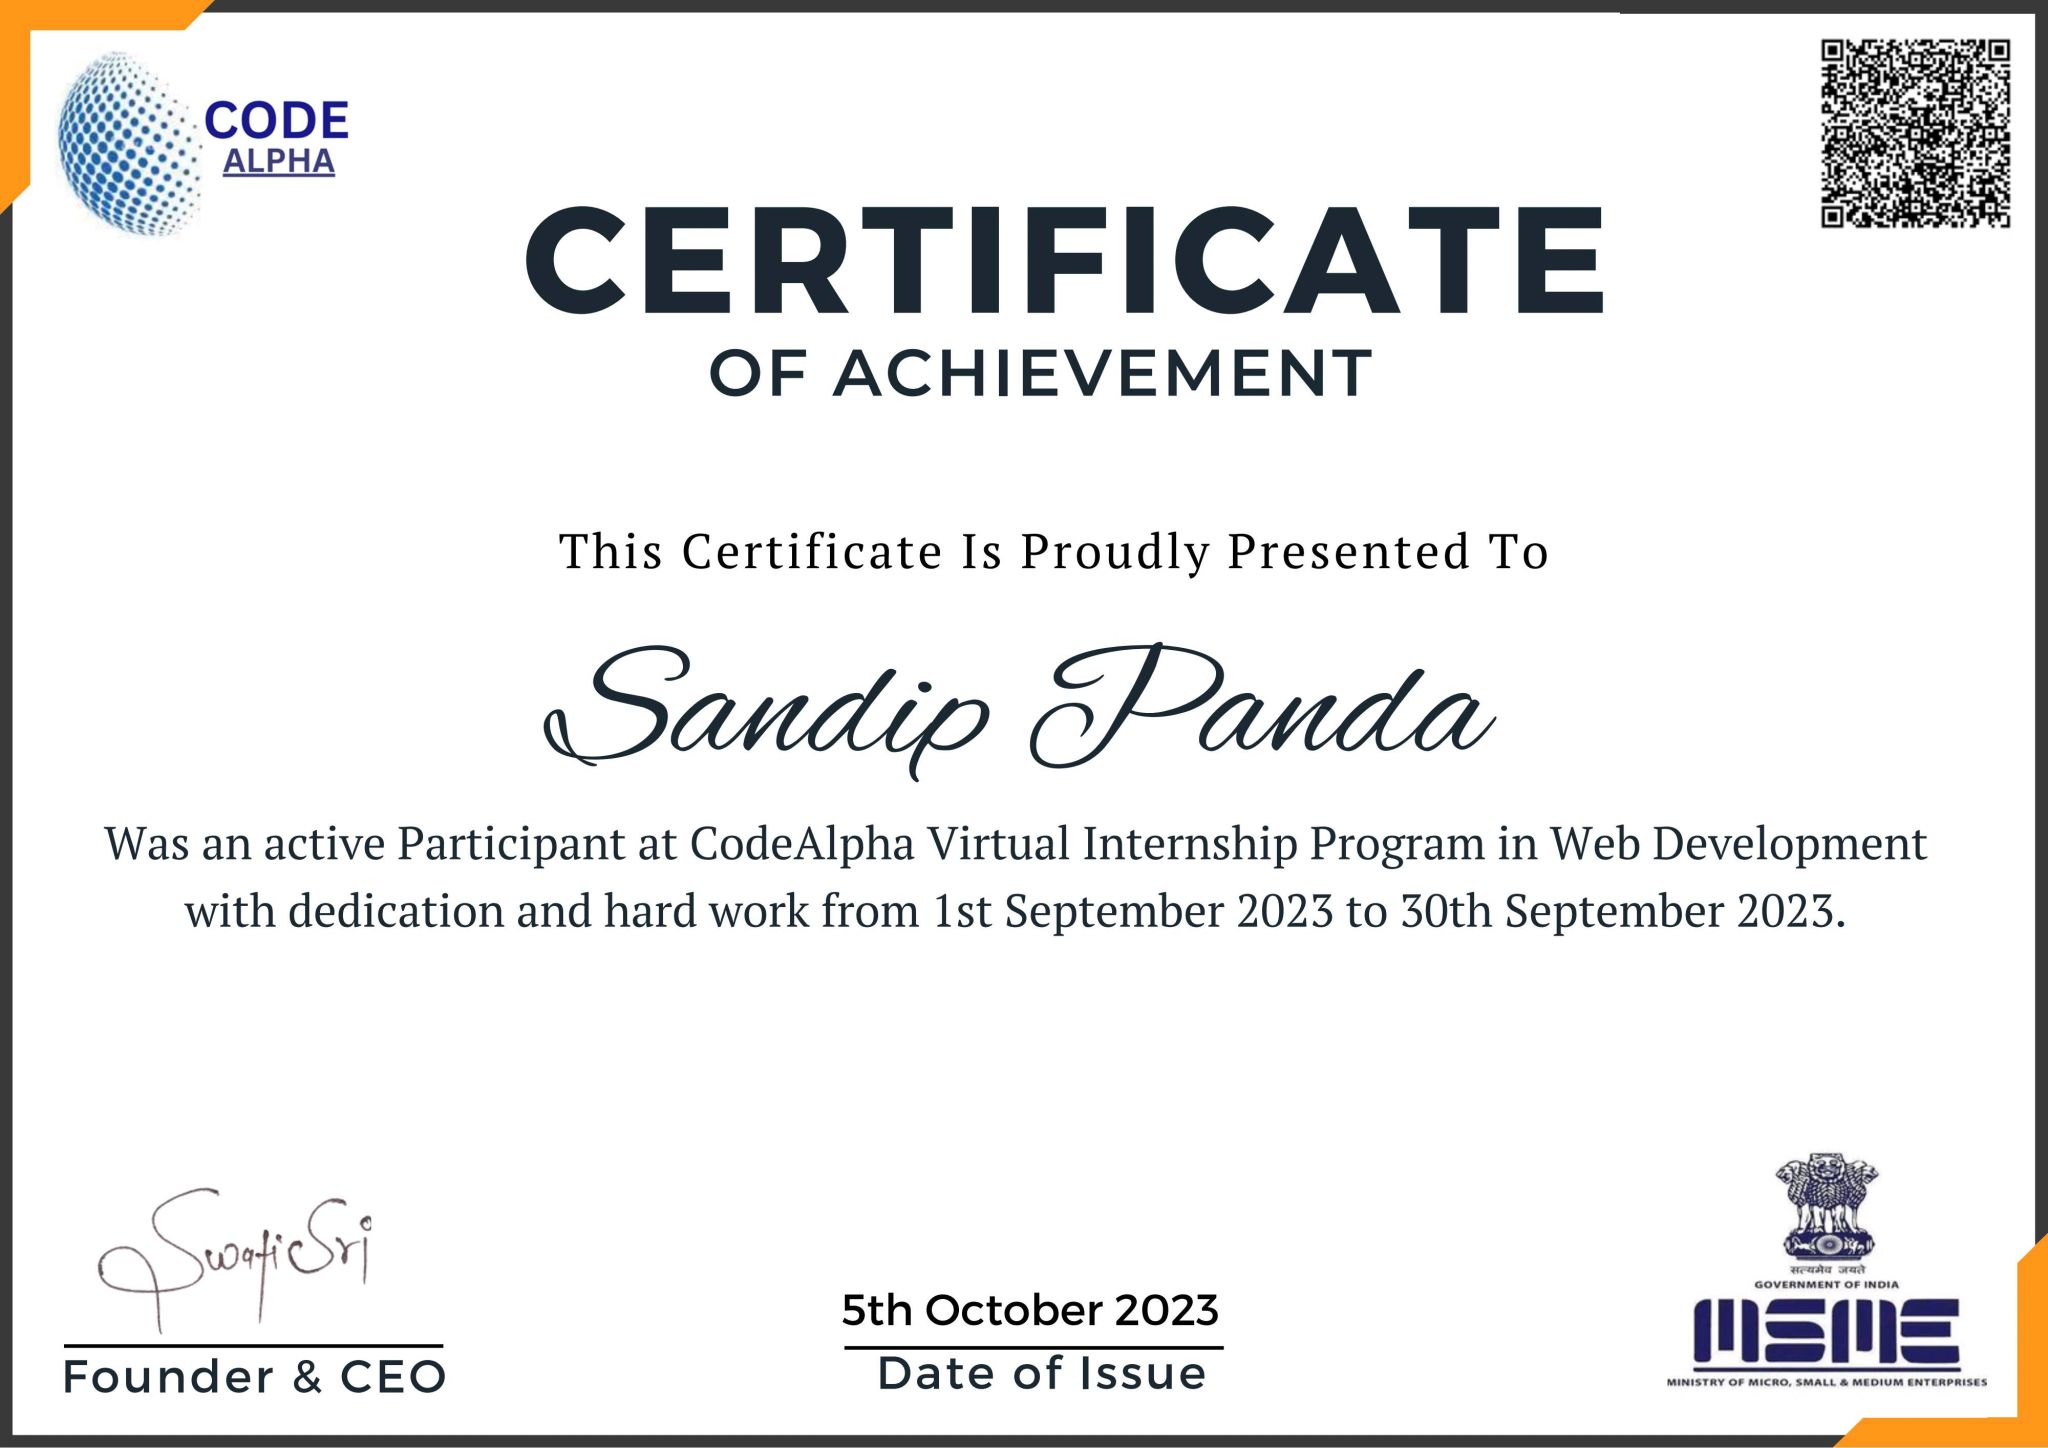 CODE
ALPHA
CERTIFICATE
OF ACHIEVEMENT
This Certificate Is Proudly Presented To
Sandip Panda
Was an active Participant at CodeAlpha Virtual Internship Program in Web Development
with dedication and hard work from 1st September 2023 to 30th September 2023.
Swati Sri
Founder & CEO
5th October 2023
Date of Issue
सत्यमेव जयते
GOVERNMENT OF INDIA
MSME
MINISTRY OF MICRO, SMALL & MEDIUM ENTERPRISES